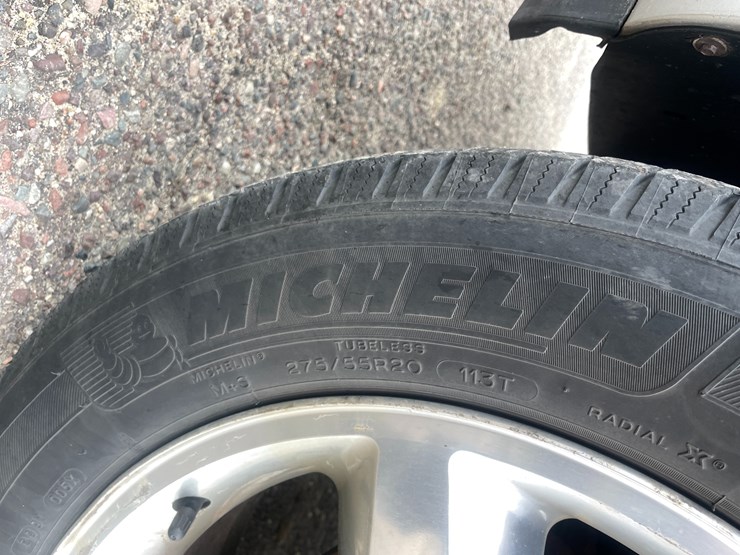 MICHELIN
TUBELESS
MICHELIN®
275/55R20
113T
RADIAL X®